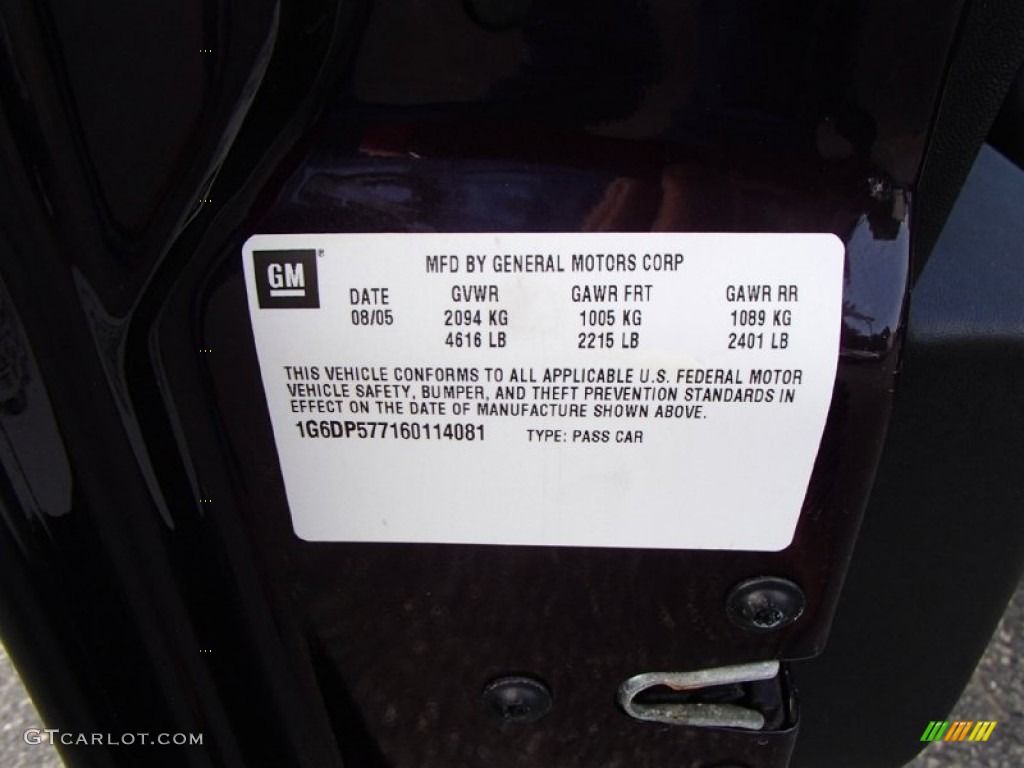 GM®
MFD BY GENERAL MOTORS CORP
DATE GVWR GAWR FRT GAWR RR
08/05 2094 KG 1005 KG 1089 KG
4616 LB 2215 LB 2401 LB
THIS VEHICLE CONFORMS TO ALL APPLICABLE U.S. FEDERAL MOTOR
VEHICLE SAFETY, BUMPER, AND THEFT PREVENTION STANDARDS IN
EFFECT ON THE DATE OF MANUFACTURE SHOWN ABOVE.
1G6DP577160114081 TYPE: PASS CAR
GTCARLOT.COM